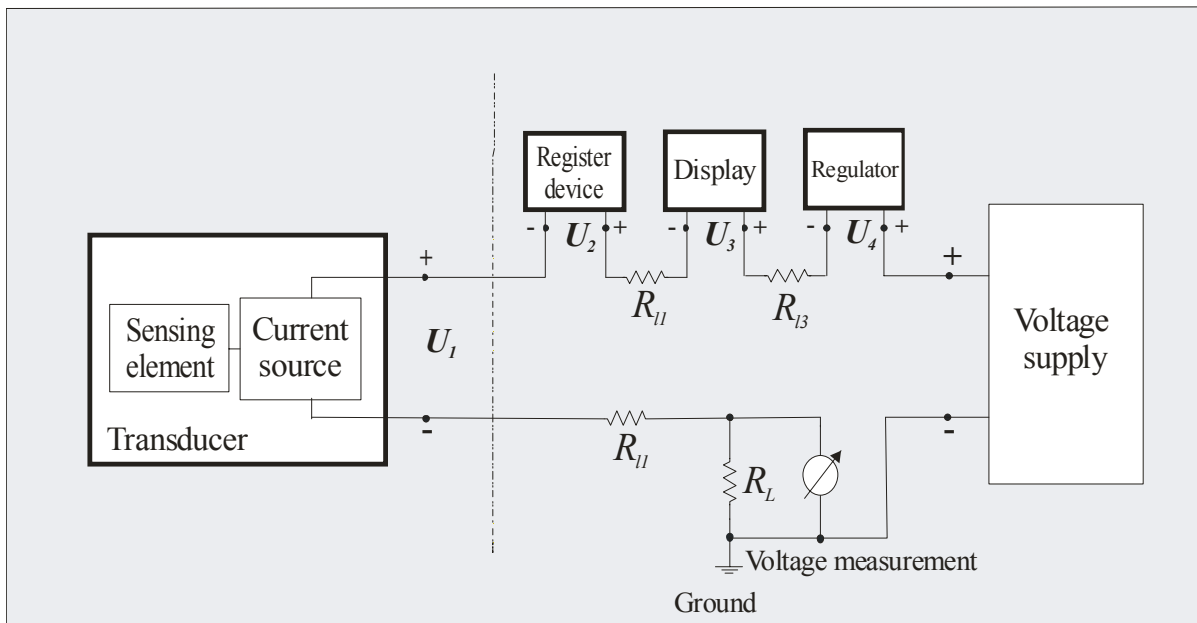 Register
device
Display
Regulator
- U2 +
- U3 +
- U4 +
+
+
Rl1
Rl3
Sensing
element
Current
source
U1
Voltage
supply
Transducer
-
-
Rl1
RL
Voltage measurement
Ground